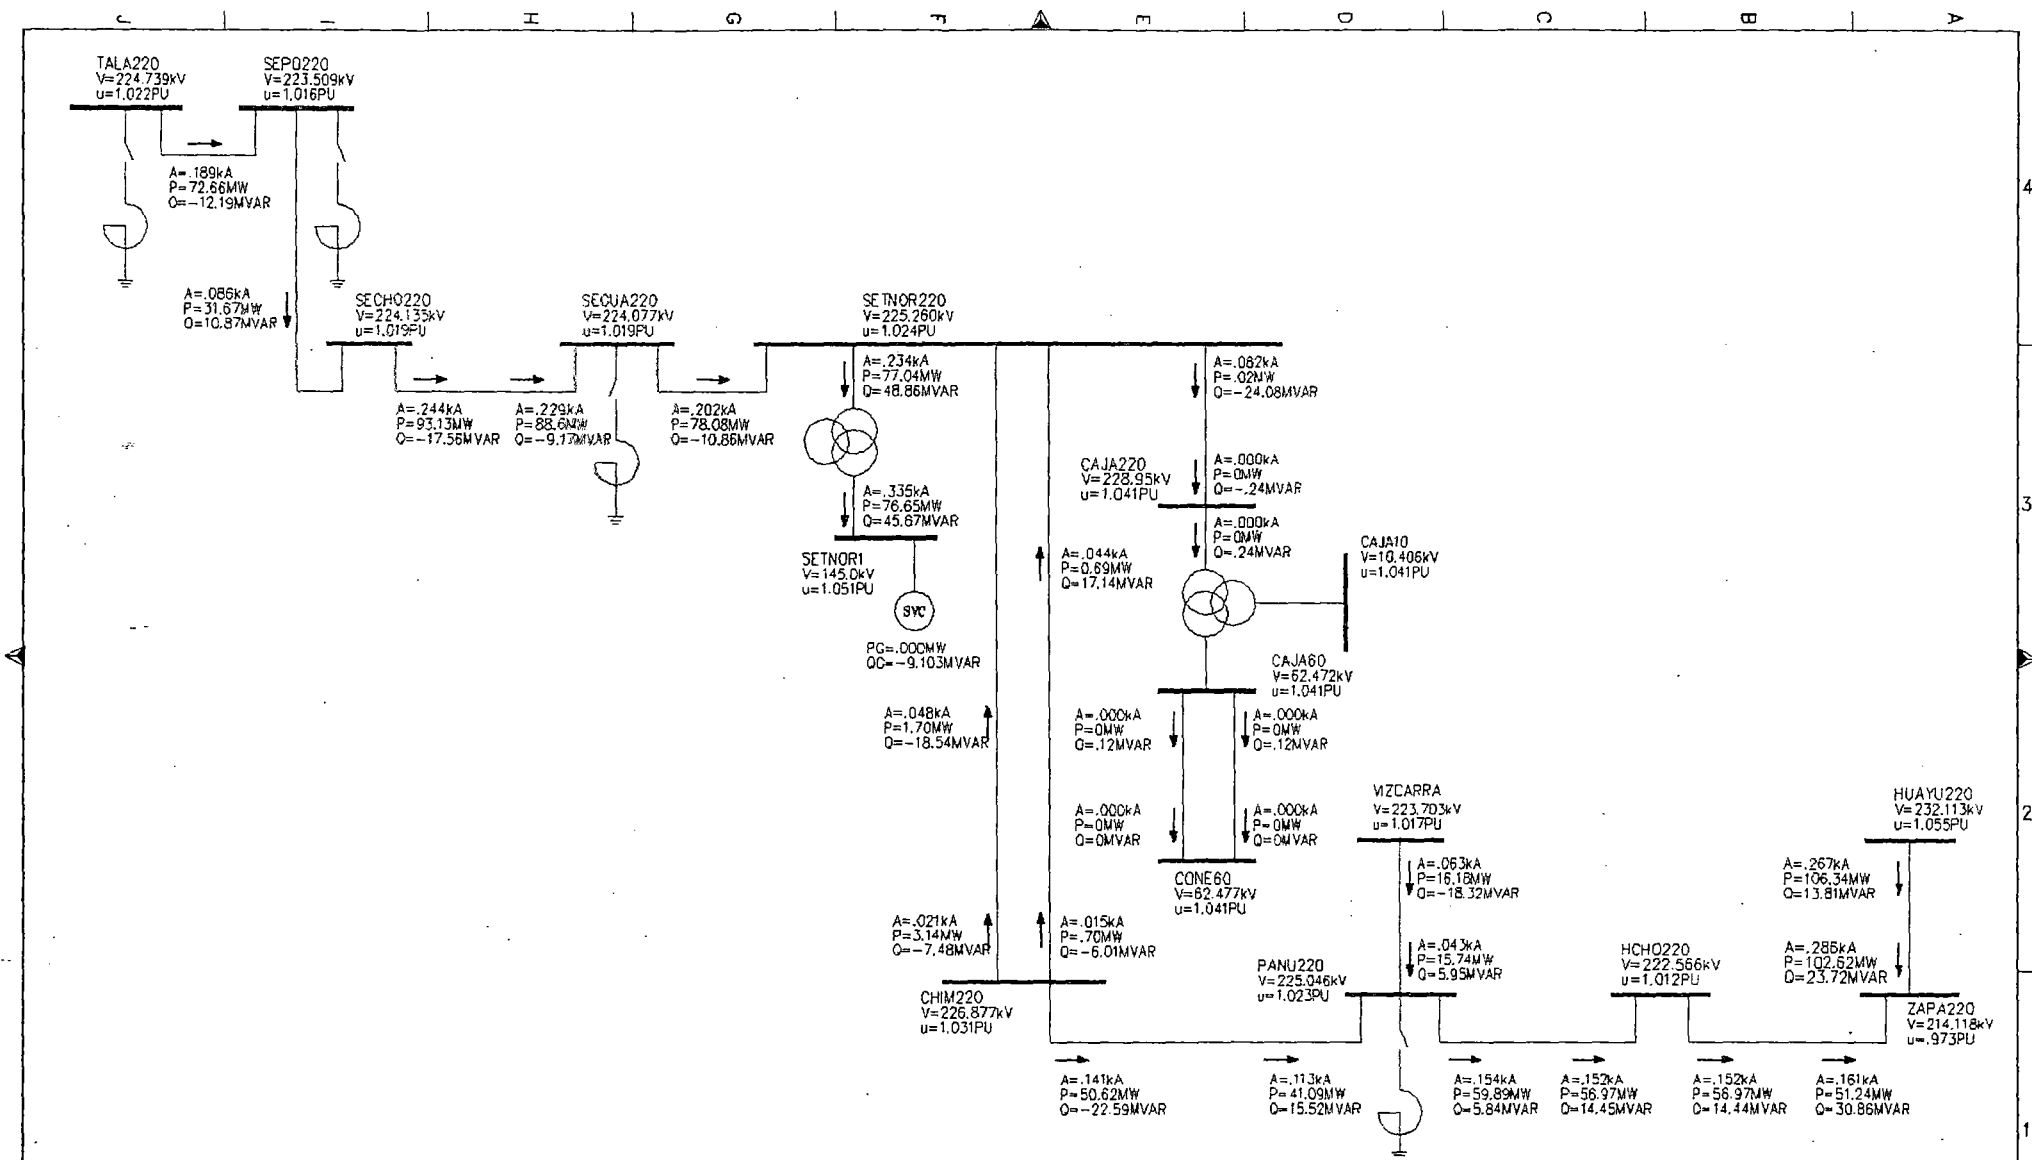 J I H G F E D C B A
4
3
2
1
TALA220
V=224.739kV
u=1.022PU
SEPO220
V=223.509kV
u=1.016PU
A=.189kA
P=72.66MW
Q=-12.19MVAR
A=.086kA
P=31.67MW
Q=10.87MVAR
SECHO220
V=224.135kV
u=1.019PU
SEGUA220
V=224.077kV
u=1.019PU
SETNOR220
V=225.260kV
u=1.024PU
A=.244kA
P=93.13MW
Q=-17.56MVAR
A=.229kA
P=88.6MW
Q=-9.17MVAR
A=.202kA
P=78.08MW
Q=-10.86MVAR
A=.234kA
P=77.04MW
Q=48.86MVAR
A=.082kA
P=.02MW
Q=-24.08MVAR
CAJA220
V=228.95kV
u=1.041PU
A=.000kA
P=0MW
Q=-.24MVAR
A=.335kA
P=76.65MW
Q=45.67MVAR
A=.000kA
P=0MW
Q=.24MVAR
SETNOR1
V=145.0kV
u=1.051PU
A=.044kA
P=0.69MW
Q=17.14MVAR
CAJA10
V=10.406kV
u=1.041PU
SVC
PG=.000MW
QG=-9.103MVAR
CAJA60
V=62.472kV
u=1.041PU
A=.048kA
P=1.70MW
Q=-18.54MVAR
A=.000kA
P=0MW
Q=.12MVAR
A=.000kA
P=0MW
Q=.12MVAR
A=.000kA
P=0MW
Q=0MVAR
A=.000kA
P=0MW
Q=0MVAR
VIZCARRA
V=223.703kV
u=1.017PU
HUAYU220
V=232.113kV
u=1.055PU
CONE60
V=62.477kV
u=1.041PU
A=.063kA
P=16.16MW
Q=-18.32MVAR
A=.267kA
P=106.34MW
Q=13.81MVAR
A=.021kA
P=3.14MW
Q=-7.48MVAR
A=.015kA
P=.70MW
Q=-6.01MVAR
A=.043kA
P=15.74MW
Q=5.95MVAR
A=.286kA
P=102.62MW
Q=23.72MVAR
CHIM220
V=226.877kV
u=1.031PU
PANU220
V=225.046kV
u=1.023PU
HCHO220
V=222.566kV
u=1.012PU
ZAPA220
V=214.118kV
u=.973PU
A=.141kA
P=50.62MW
Q=-22.59MVAR
A=.113kA
P=41.09MW
Q=15.52MVAR
A=.154kA
P=59.89MW
Q=5.84MVAR
A=.152kA
P=56.97MW
Q=14.45MVAR
A=.152kA
P=56.97MW
Q=14.44MVAR
A=.161kA
P=51.24MW
Q=30.86MVAR